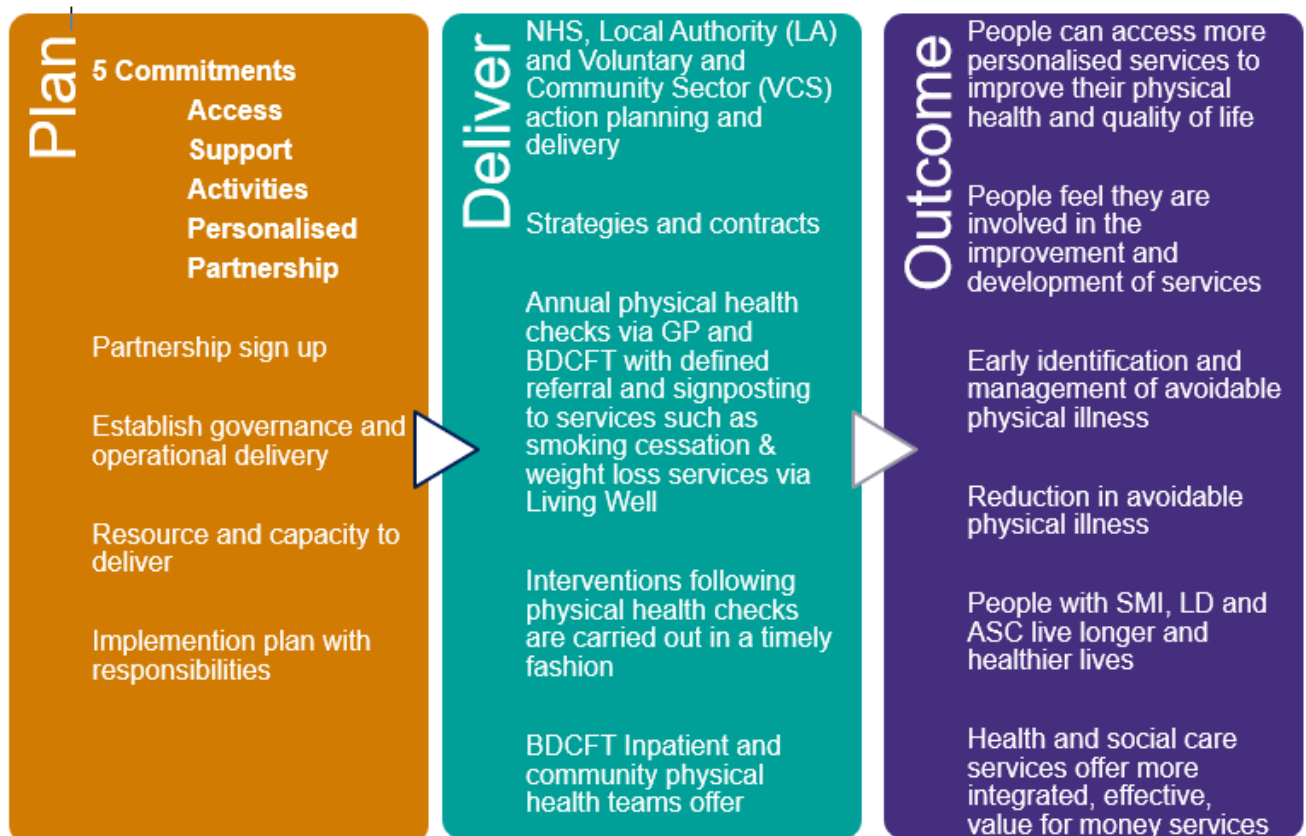 Plan
5 Commitments
Access
Support
Activities
Personalised
Partnership
Partnership sign up
Establish governance and
operational delivery
Resource and capacity to
deliver
Implemention plan with
responsibilities
Deliver
NHS, Local Authority (LA)
and Voluntary and
Community Sector (VCS)
action planning and
delivery
Strategies and contracts
Annual physical health
checks via GP and
BDCFT with defined
referral and signposting
to services such as
smoking cessation &
weight loss services via
Living Well
Interventions following
physical health checks
are carried out in a timely
fashion
BDCFT Inpatient and
community physical
health teams offer
Outcome
People can access more
personalised services to
improve their physical
health and quality of life
People feel they are
involved in the
improvement and
development of services
Early identification and
management of avoidable
physical illness
Reduction in avoidable
physical illness
People with SMI, LD and
ASC live longer and
healthier lives
Health and social care
services offer more
integrated, effective,
value for money services